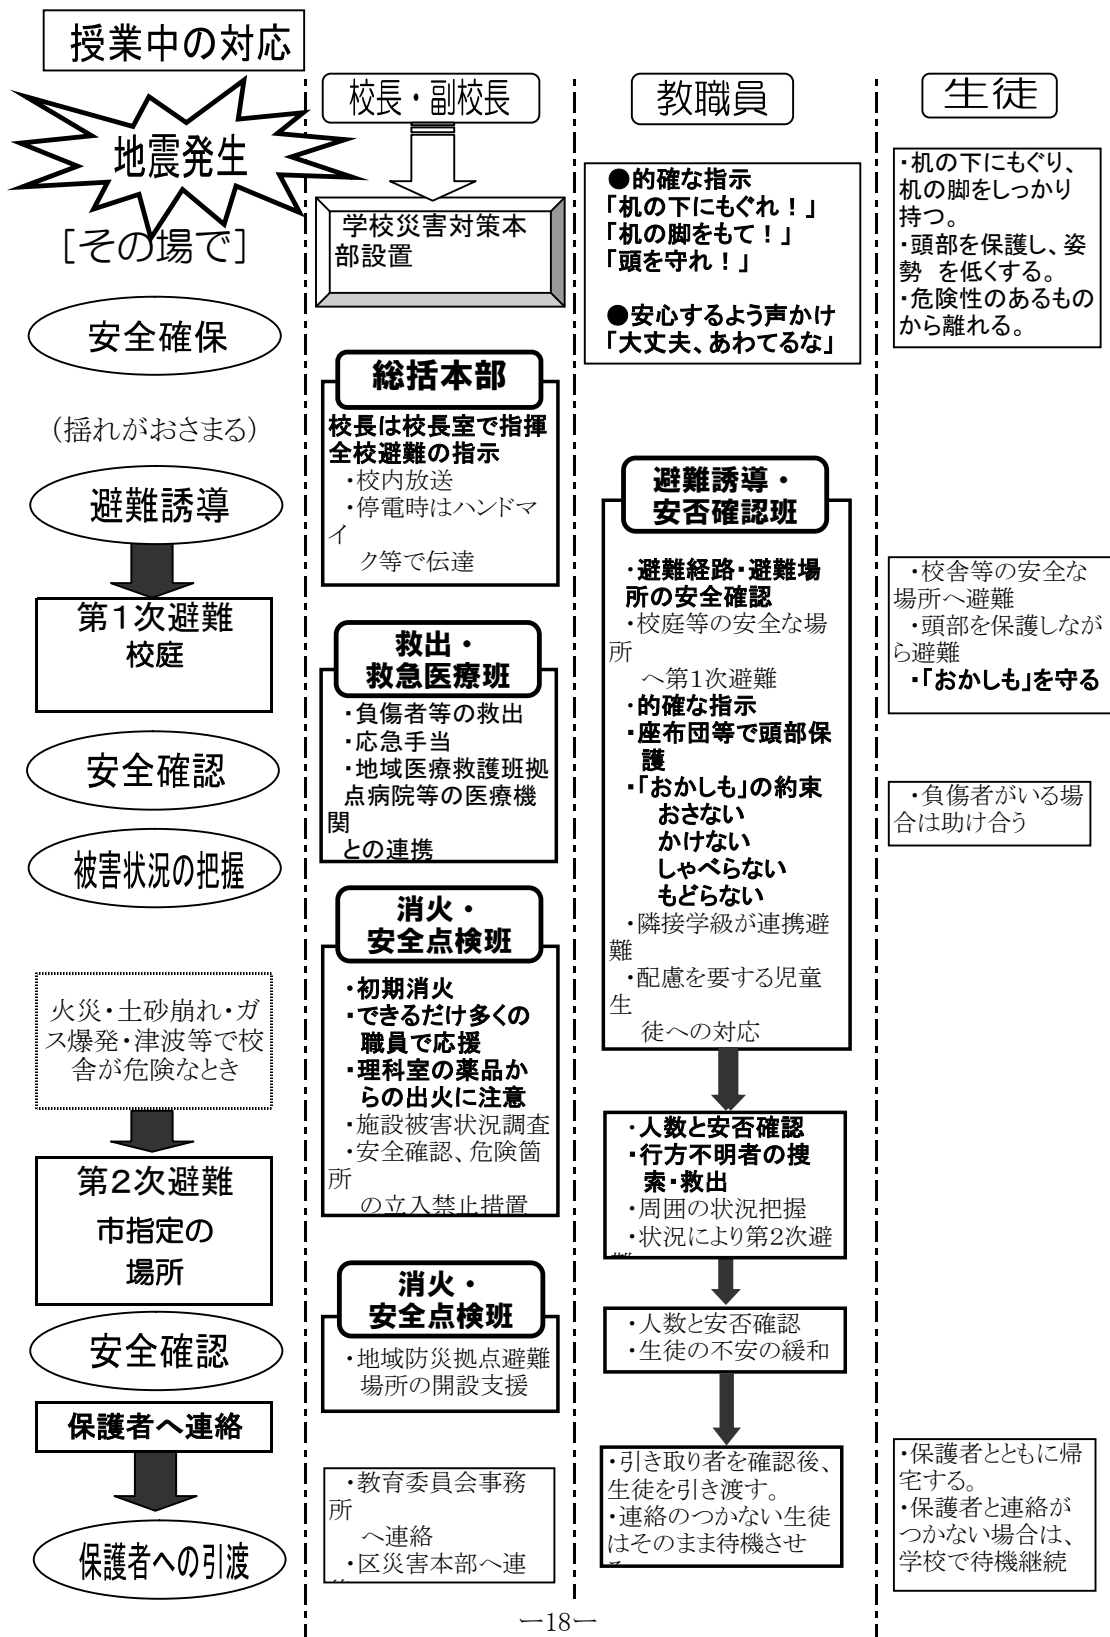 授業中の対応
地震発生
[その場で]
安全確保
(揺れがおさまる)
避難誘導
第1次避難
校庭
安全確認
被害状況の把握
火災・土砂崩れ・ガ
ス爆発・津波等で校
舎が危険なとき
第2次避難
市指定の
場所
安全確認
保護者へ連絡
保護者への引渡
校長・副校長
学校災害対策本
部設置
総括本部
校長は校長室で指揮
全校避難の指示
・校内放送
・停電時はハンドマ
イ
ク等で伝達
救出・
救急医療班
・負傷者等の救出
・応急手当
・地域医療救護班拠
点病院等の医療機
関
との連携
消火・
安全点検班
・初期消火
・できるだけ多くの
職員で応援
・理科室の薬品か
らの出火に注意
・施設被害状況調査
・安全確認、危険箇
所
の立入禁止措置
消火・
安全点検班
・地域防災拠点避難
場所の開設支援
・教育委員会事務
所
へ連絡
・区災害本部へ連
教職員
●的確な指示
「机の下にもぐれ！」
「机の脚をもて！」
「頭を守れ！」
●安心するよう声かけ
「大丈夫、あわてるな」
避難誘導・
安否確認班
・避難経路・避難場
所の安全確認
・校庭等の安全な場
所
へ第1次避難
・的確な指示
・座布団等で頭部保
護
・「おかしも」の約束
おさない
かけない
しゃべらない
もどらない
・隣接学級が連携避
難
・配慮を要する児童
生
徒への対応
・人数と安否確認
・行方不明者の捜
索・救出
・周囲の状況把握
・状況により第2次避
・人数と安否確認
・生徒の不安の緩和
・引き取り者を確認後、
生徒を引き渡す。
・連絡のつかない生徒
はそのまま待機させ
生徒
・机の下にもぐり、
机の脚をしっかり
持つ。
・頭部を保護し、姿
勢 を低くする。
・危険性のあるもの
から離れる。
・校舎等の安全な
場所へ避難
・頭部を保護しなが
ら避難
・「おかしも」を守る
・負傷者がいる場
合は助け合う
・保護者とともに帰
宅する。
・保護者と連絡が
つかない場合は、
学校で待機継続
ー18ー